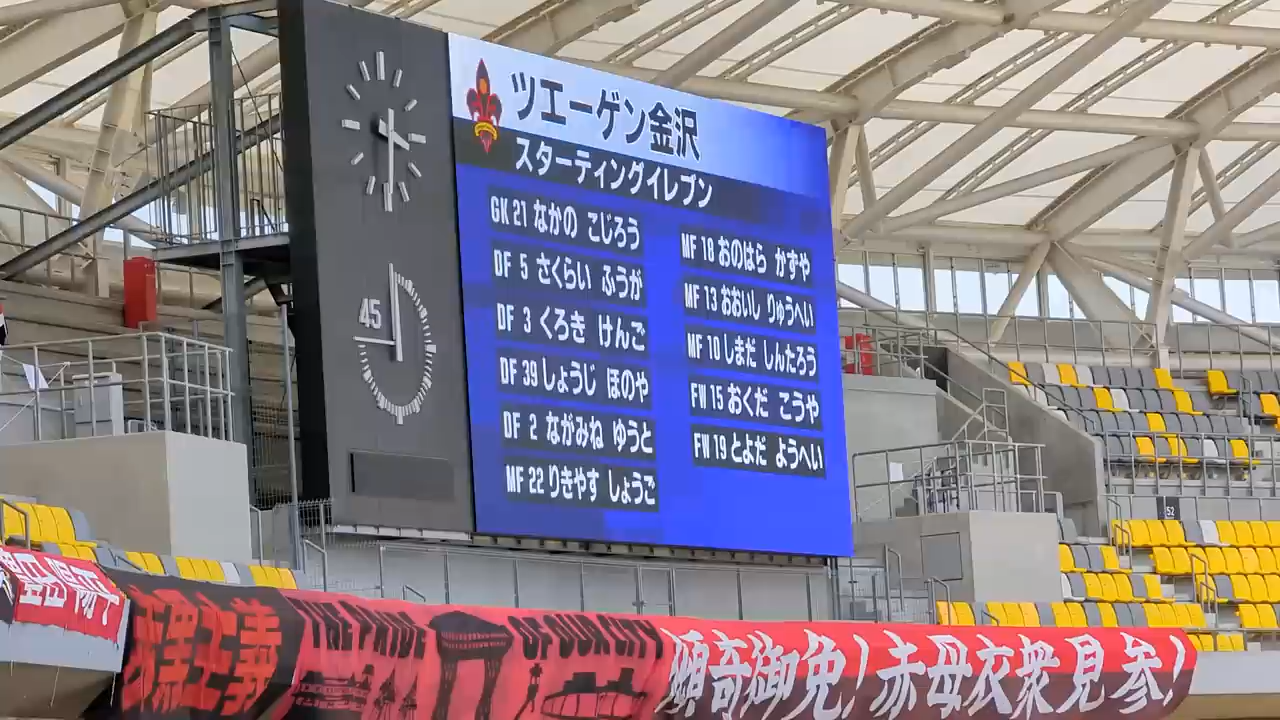 ツエーゲン金沢
スターティングイレブン
GK 21 なかの こじろう
DF 5 さくらい ふうが
DF 3 くろき けんご
DF 39 しょうじ ほのや
DF 2 ながみね ゆうと
MF 22 りきやす しょうご
MF 18 おのはら かずや
MF 13 おおいし りゅうへい
MF 10 しまだ しんたろう
FW 15 おくだ こうや
FW 19 とよだ ようへい
45
52
THE PRIDE OF OUR CITY
傾奇御免!赤母衣衆見参!